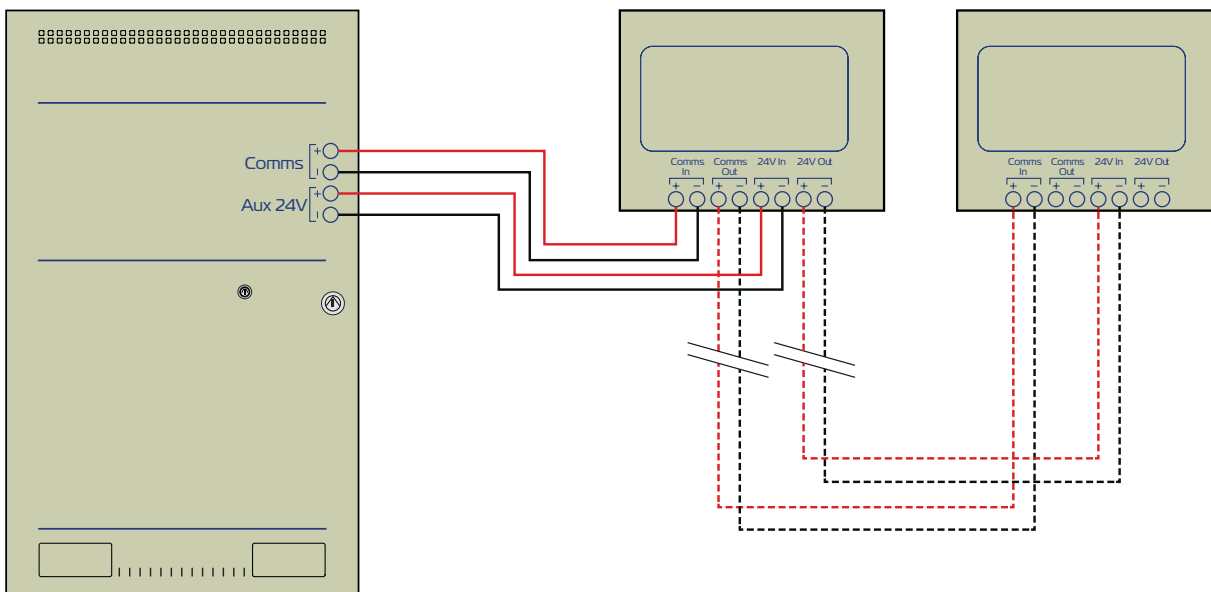 Comms
+
−
Aux 24V
+
−
Comms In
Comms Out
24V In
24V Out
+ − + − + − + −
Comms In
Comms Out
24V In
24V Out
+ − + − + − + −